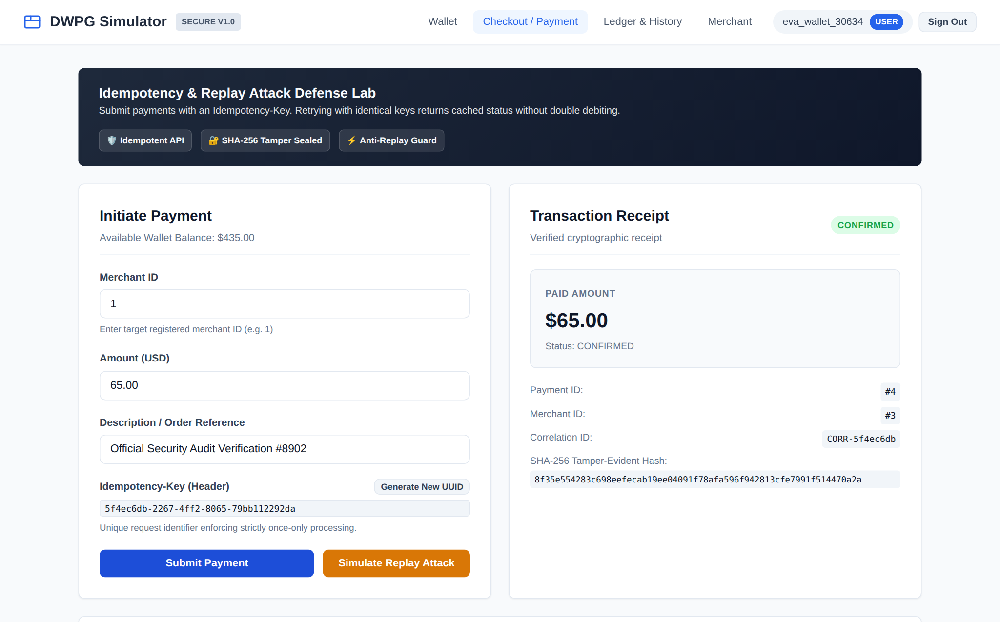 DWPG Simulator
SECURE V1.0
Wallet
Checkout / Payment
Ledger & History
Merchant
eva_wallet_30634
USER
Sign Out
Idempotency & Replay Attack Defense Lab
Submit payments with an Idempotency-Key. Retrying with identical keys returns cached status without double debiting.
🛡️ Idempotent API
🔐 SHA-256 Tamper Sealed
⚡ Anti-Replay Guard
Initiate Payment
Available Wallet Balance: $435.00
Merchant ID
1
Enter target registered merchant ID (e.g. 1)
Amount (USD)
65.00
Description / Order Reference
Official Security Audit Verification #8902
Idempotency-Key (Header)
Generate New UUID
5f4ec6db-2267-4ff2-8065-79bb112292da
Unique request identifier enforcing strictly once-only processing.
Submit Payment
Simulate Replay Attack
Transaction Receipt
Verified cryptographic receipt
CONFIRMED
PAID AMOUNT
$65.00
Status: CONFIRMED
Payment ID:
#4
Merchant ID:
#3
Correlation ID:
CORR-5f4ec6db
SHA-256 Tamper-Evident Hash:
8f35e554283c698eefecab19ee04091f78afa596f942813cfe7991f514470a2a